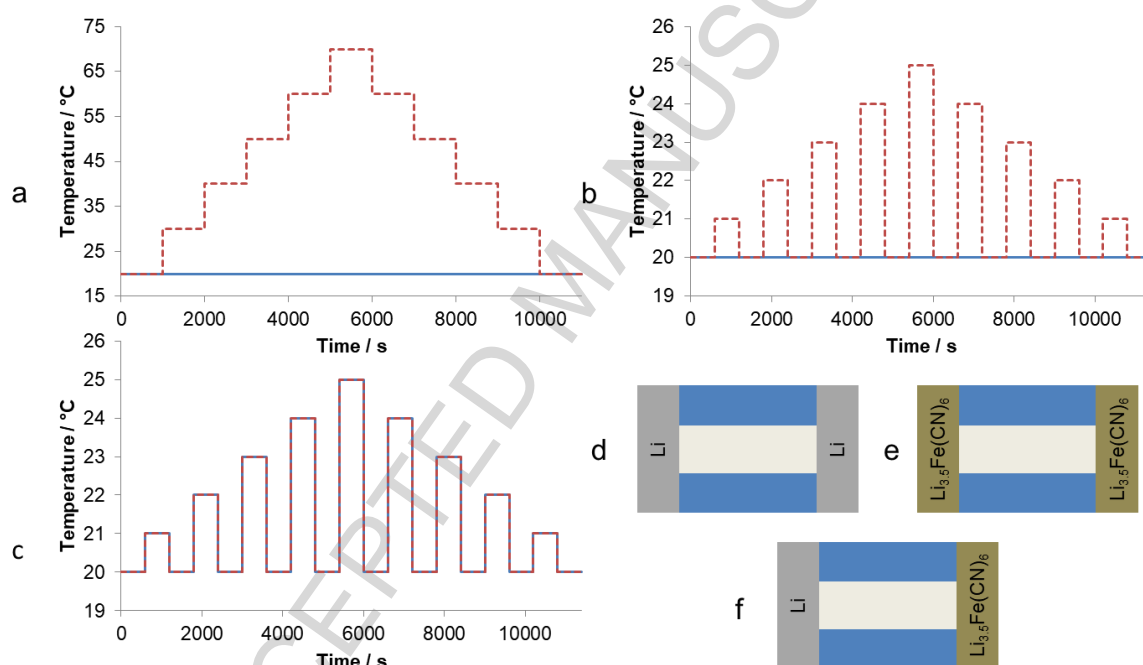 75
65
55
45
35
25
15
Temperature / °C
0 2000 4000 6000 8000 10000
Time / s
a
26
25
24
23
22
21
20
19
Temperature / °C
0 2000 4000 6000 8000 10000
Time / s
b
26
25
24
23
22
21
20
19
Temperature / °C
0 2000 4000 6000 8000 10000
Time / s
c
d
Li
Li
e
Li₃.₅Fe(CN)₆
Li₃.₅Fe(CN)₆
f
Li
Li₃.₅Fe(CN)₆
CEPTED MANUSC